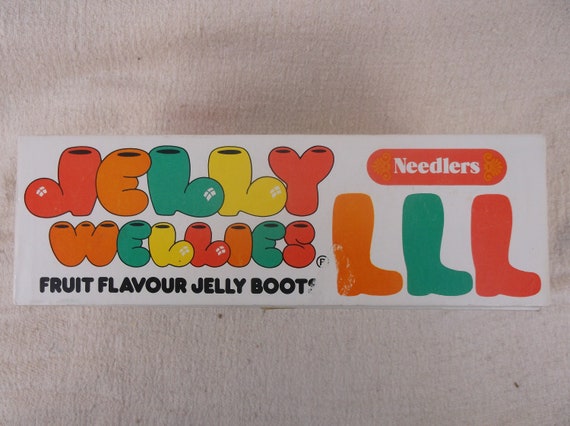 JELLY
WELLIES
FRUIT FLAVOUR JELLY BOOTS
Needlers